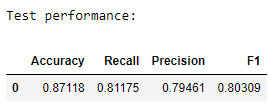 Test performance:
Accuracy Recall Precision F1
0 0.87118 0.81175 0.79461 0.80309